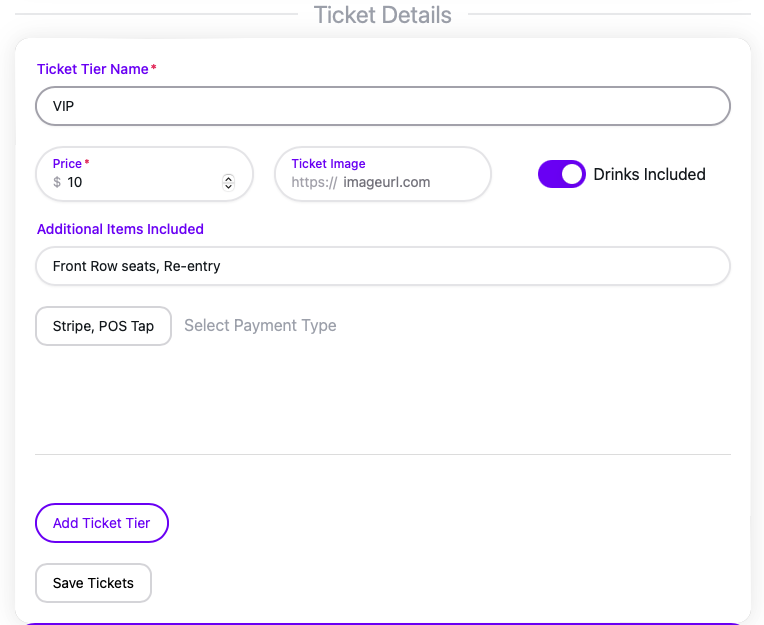 Ticket Details
Ticket Tier Name*
VIP
Price* Ticket Image
$ 10 https:// imageurl.com Drinks Included
Additional Items Included
Front Row seats, Re-entry
Stripe, POS Tap Select Payment Type
Add Ticket Tier
Save Tickets